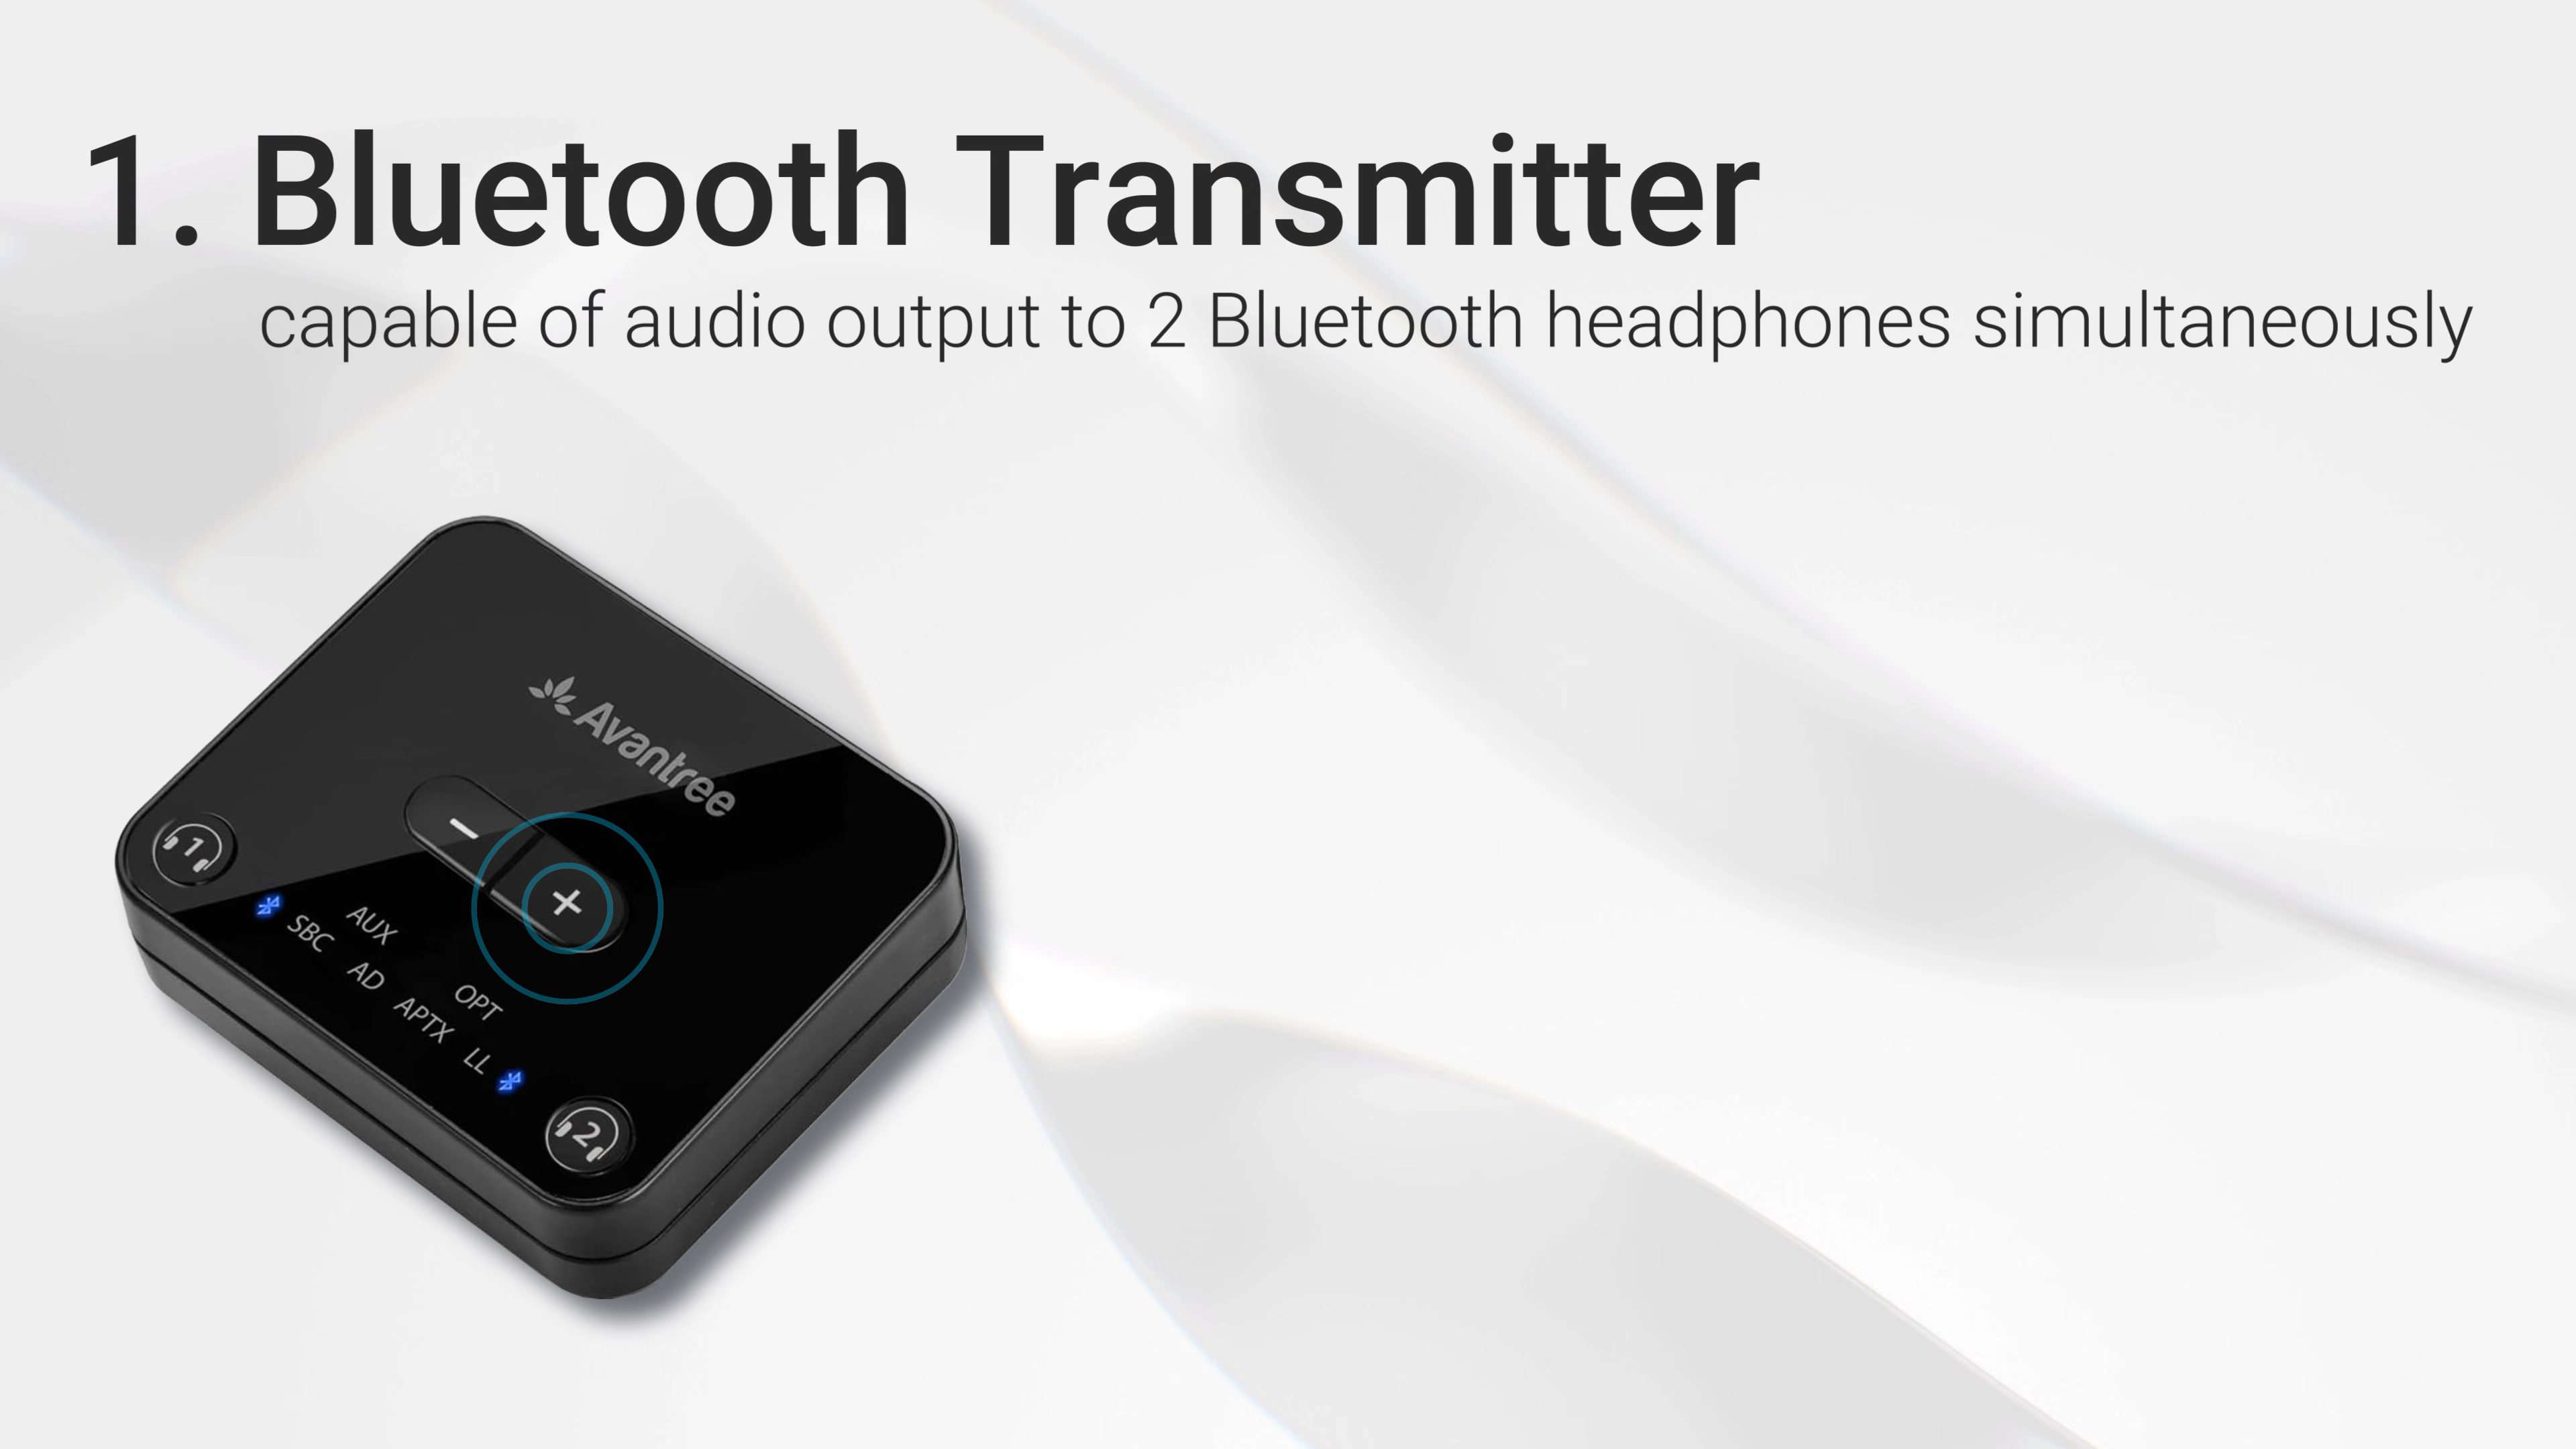 1. Bluetooth Transmitter
capable of audio output to 2 Bluetooth headphones simultaneously
Avantree
−
+
1
AUX
SBC
AD
OPT
APTX
LL
2